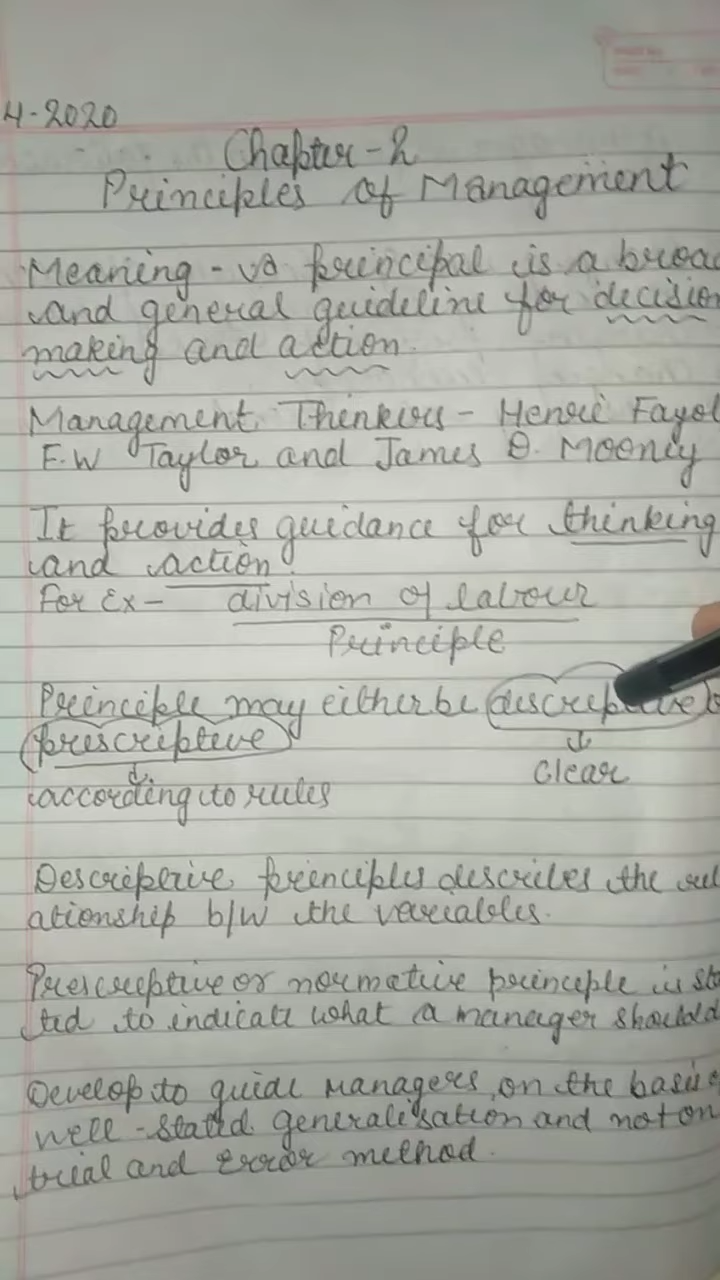 4-2020
Chapter-2
Principles of Management
Meaning - a principal is a broad
and general guideline for decision
making and action.
Management Thinkers - Henri Fayol
F.W Taylor and James D. Mooney
It provides guidance for thinking
and action.
For Ex- division of labour
Principle
Principle may either be descriptive
prescriptive
clear
according to rules
Descriptive principles describes the rel
ationship b/w the variables.
Prescriptive or normative principle is sta
ted to indicate what a manager should
Develop to guide managers on the basis
well-stated generalisation and not on
trial and error method.